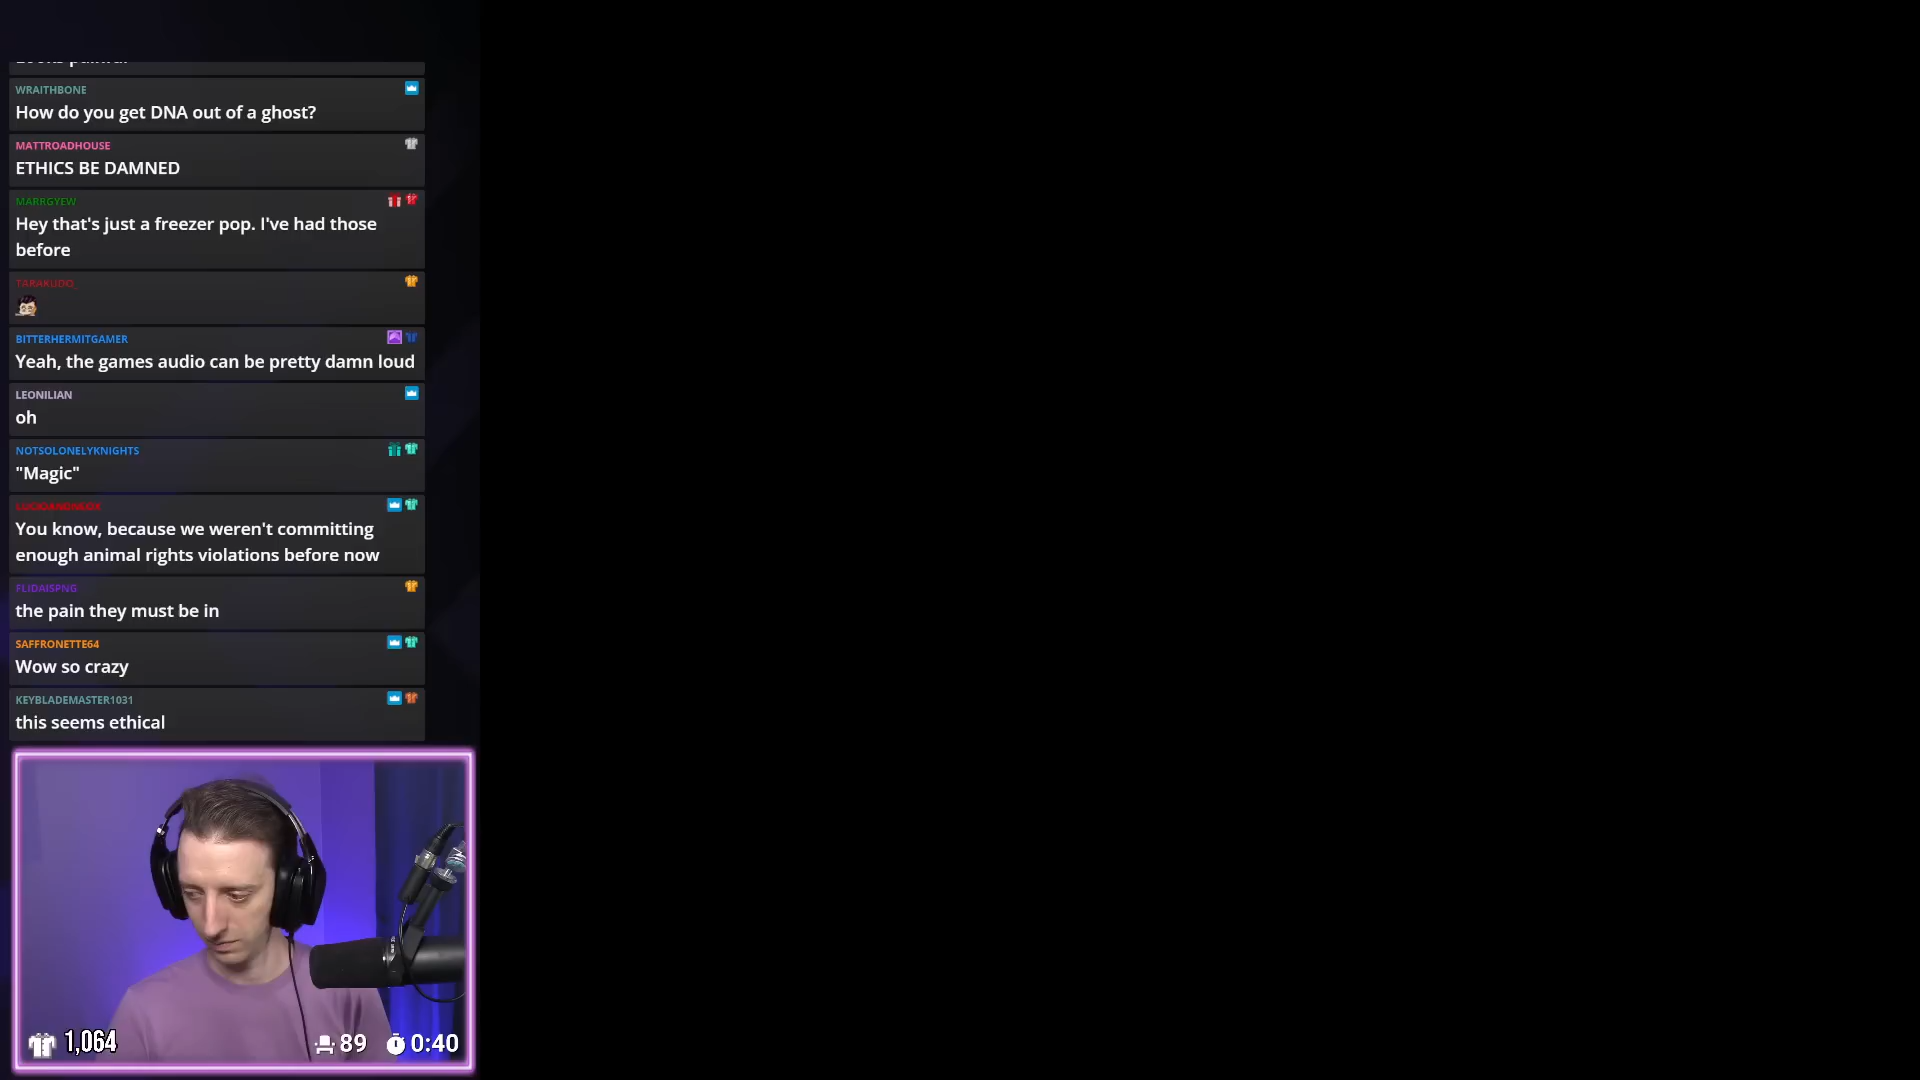 WRAITHBONE
How do you get DNA out of a ghost?
MATTROADHOUSE
ETHICS BE DAMNED
MARRGYEW
Hey that's just a freezer pop. I've had those
before
TARAKUDO_
BITTERHERMITGAMER
Yeah, the games audio can be pretty damn loud
LEONILIAN
oh
NOTSOLONELYKNIGHTS
"Magic"
You know, because we weren't committing
enough animal rights violations before now
FLIDAISPNG
the pain they must be in
SAFFRONETTE64
Wow so crazy
KEYBLADEMASTER1031
this seems ethical
1,064
89
0:40